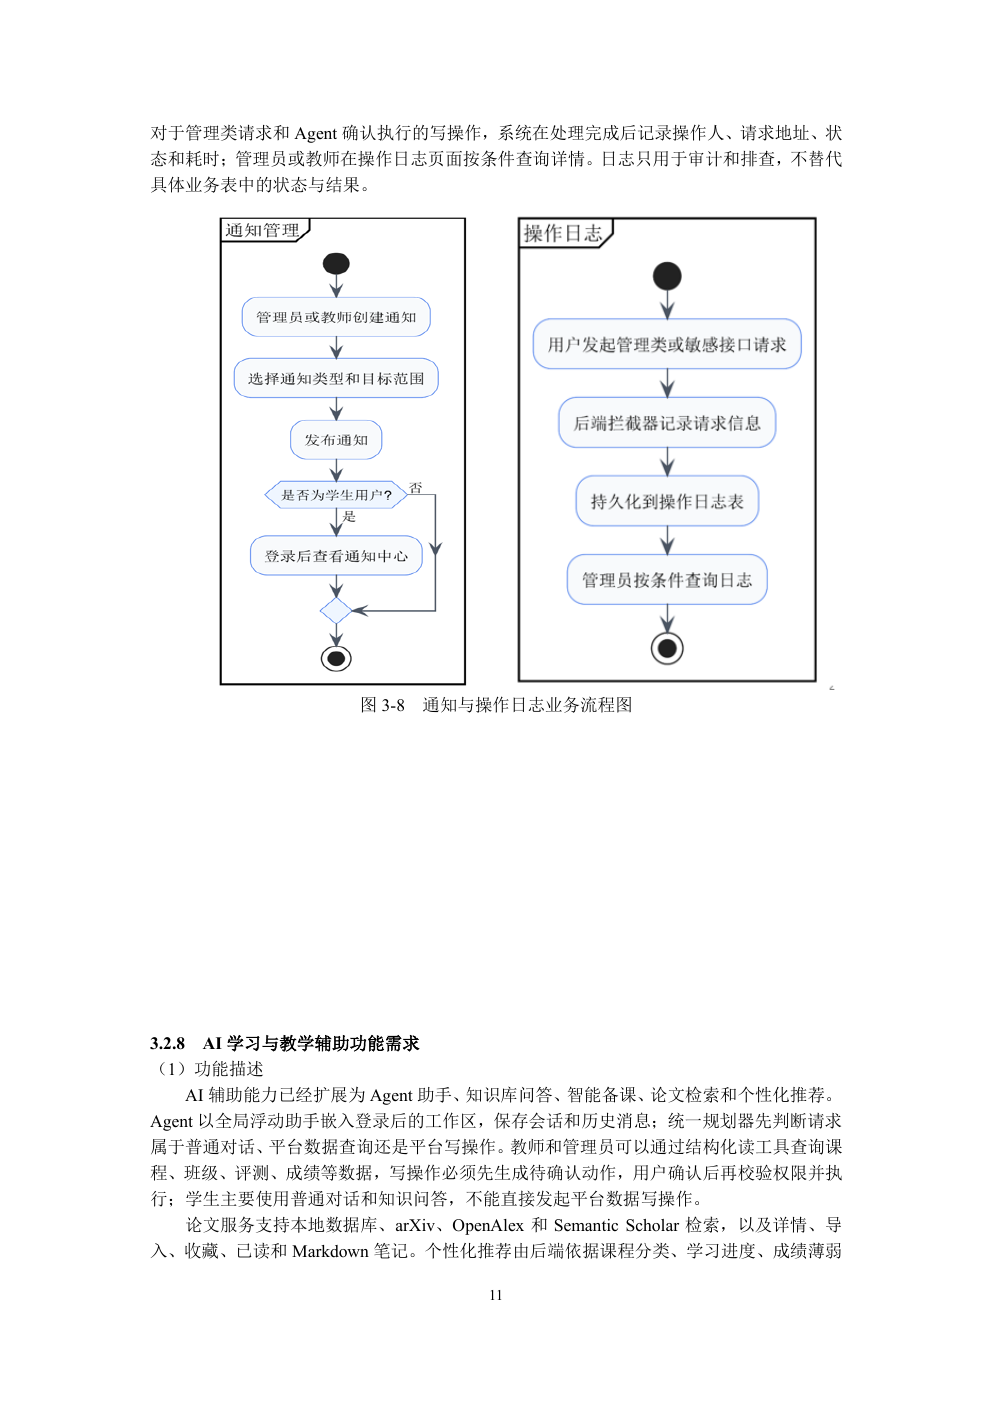 对于管理类请求和 Agent 确认执行的写操作，系统在处理完成后记录操作人、请求地址、状
态和耗时；管理员或教师在操作日志页面按条件查询详情。日志只用于审计和排查，不替代
具体业务表中的状态与结果。
通知管理
管理员或教师创建通知
选择通知类型和目标范围
发布通知
是否为学生用户?
否
是
登录后查看通知中心
操作日志
用户发起管理类或敏感接口请求
后端拦截器记录请求信息
持久化到操作日志表
管理员按条件查询日志
图 3-8　通知与操作日志业务流程图
3.2.8　AI 学习与教学辅助功能需求
（1）功能描述
AI 辅助能力已经扩展为 Agent 助手、知识库问答、智能备课、论文检索和个性化推荐。
Agent 以全局浮动助手嵌入登录后的工作区，保存会话和历史消息；统一规划器先判断请求
属于普通对话、平台数据查询还是平台写操作。教师和管理员可以通过结构化读工具查询课
程、班级、评测、成绩等数据，写操作必须先生成待确认动作，用户确认后再校验权限并执
行；学生主要使用普通对话和知识问答，不能直接发起平台数据写操作。
论文服务支持本地数据库、arXiv、OpenAlex 和 Semantic Scholar 检索，以及详情、导
入、收藏、已读和 Markdown 笔记。个性化推荐由后端依据课程分类、学习进度、成绩薄弱
11